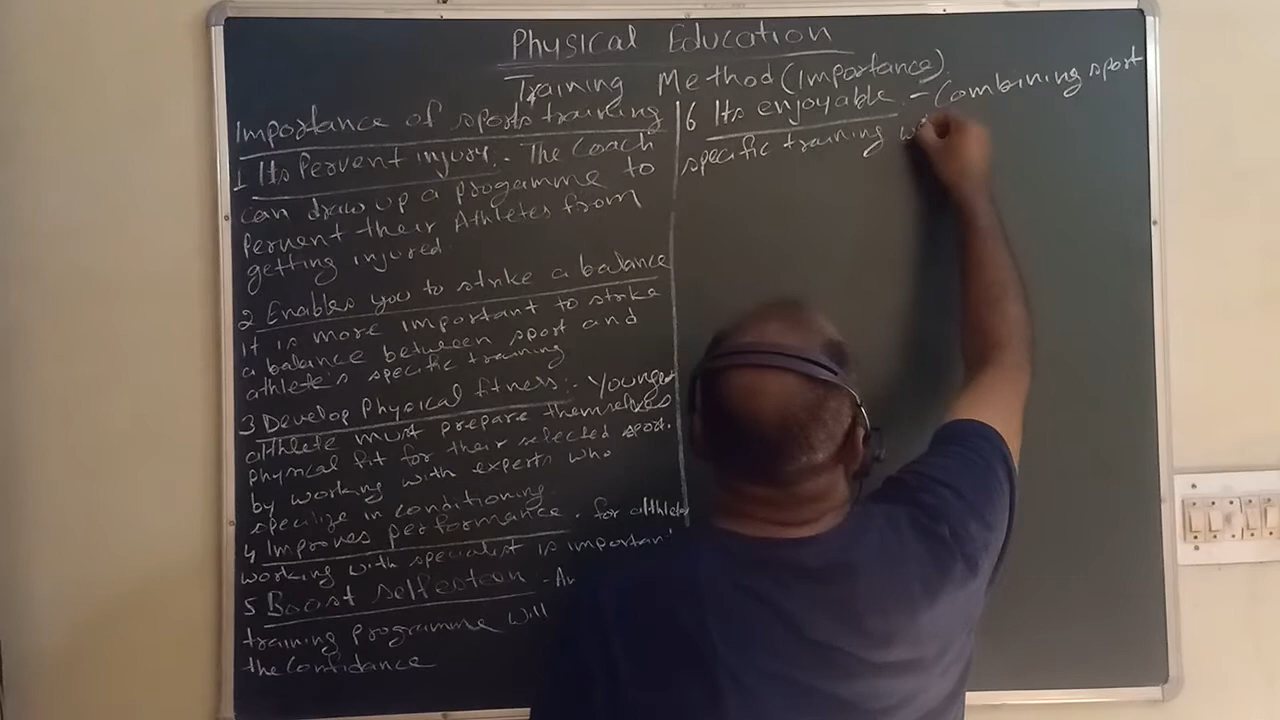 Physical Education
Training Method (Importance)
Importance of sports training
1 Its Pervent injury:- The Coach
can draw up a progamme to
Pervent their Athletes from
getting injured
2 Enables you to strike a balance
it is more important to strike
a balance between sport and
athlete's specific training
3 Develop Physical fitness:- Younger
athlete must prepare themselves
physical fit for their selected sport.
by working with experts who
specilize in conditioning.
4 Improves performance. for athlete
working with specialist is important
5 Boost selfesteem -
training programme will
the Confidance
6 Its enjoyable. - Combining sport
specific training